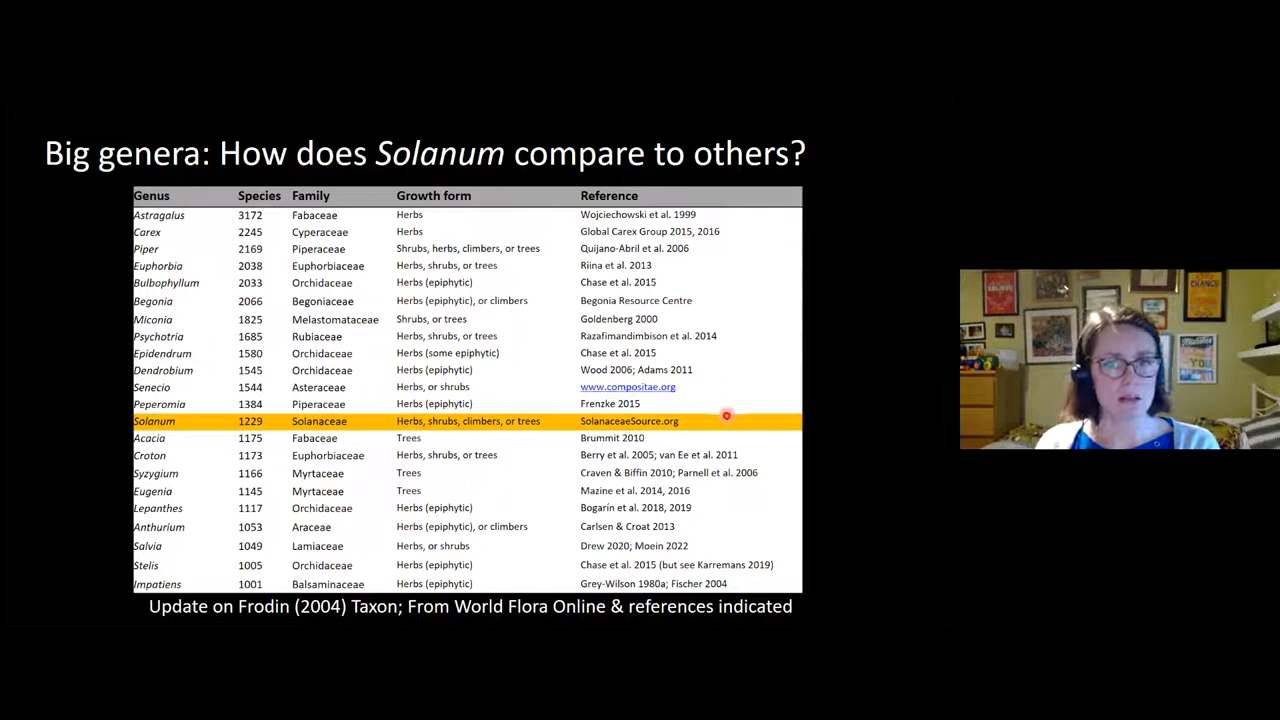 Big genera: How does Solanum compare to others?
Genus Species Family Growth form Reference
Astragalus 3172 Fabaceae Herbs Wojciechowski et al. 1999
Carex 2245 Cyperaceae Herbs Global Carex Group 2015, 2016
Piper 2169 Piperaceae Shrubs, herbs, climbers, or trees Quijano-Abril et al. 2006
Euphorbia 2038 Euphorbiaceae Herbs, shrubs, or trees Riina et al. 2013
Bulbophyllum 2033 Orchidaceae Herbs (epiphytic) Chase et al. 2015
Begonia 2066 Begoniaceae Herbs (epiphytic), or climbers Begonia Resource Centre
Miconia 1825 Melastomataceae Shrubs, or trees Goldenberg 2000
Psychotria 1685 Rubiaceae Herbs, shrubs, or trees Razafimandimbison et al. 2014
Epidendrum 1580 Orchidaceae Herbs (some epiphytic) Chase et al. 2015
Dendrobium 1545 Orchidaceae Herbs (epiphytic) Wood 2006; Adams 2011
Senecio 1544 Asteraceae Herbs, or shrubs www.compositae.org
Peperomia 1384 Piperaceae Herbs (epiphytic) Frenzke 2015
Solanum 1229 Solanaceae Herbs, shrubs, climbers, or trees SolanaceaeSource.org
Acacia 1175 Fabaceae Trees Brummit 2010
Croton 1173 Euphorbiaceae Herbs, shrubs, or trees Berry et al. 2005; van Ee et al. 2011
Syzygium 1166 Myrtaceae Trees Craven & Biffin 2010; Parnell et al. 2006
Eugenia 1145 Myrtaceae Trees Mazine et al. 2014, 2016
Lepanthes 1117 Orchidaceae Herbs (epiphytic) Bogarín et al. 2018, 2019
Anthurium 1053 Araceae Herbs (epiphytic), or climbers Carlsen & Croat 2013
Salvia 1049 Lamiaceae Herbs, or shrubs Drew 2020; Moein 2022
Stelis 1005 Orchidaceae Herbs (epiphytic) Chase et al. 2015 (but see Karremans 2019)
Impatiens 1001 Balsaminaceae Herbs (epiphytic) Grey-Wilson 1980a; Fischer 2004
Update on Frodin (2004) Taxon; From World Flora Online & references indicated
CHANGE
YOU